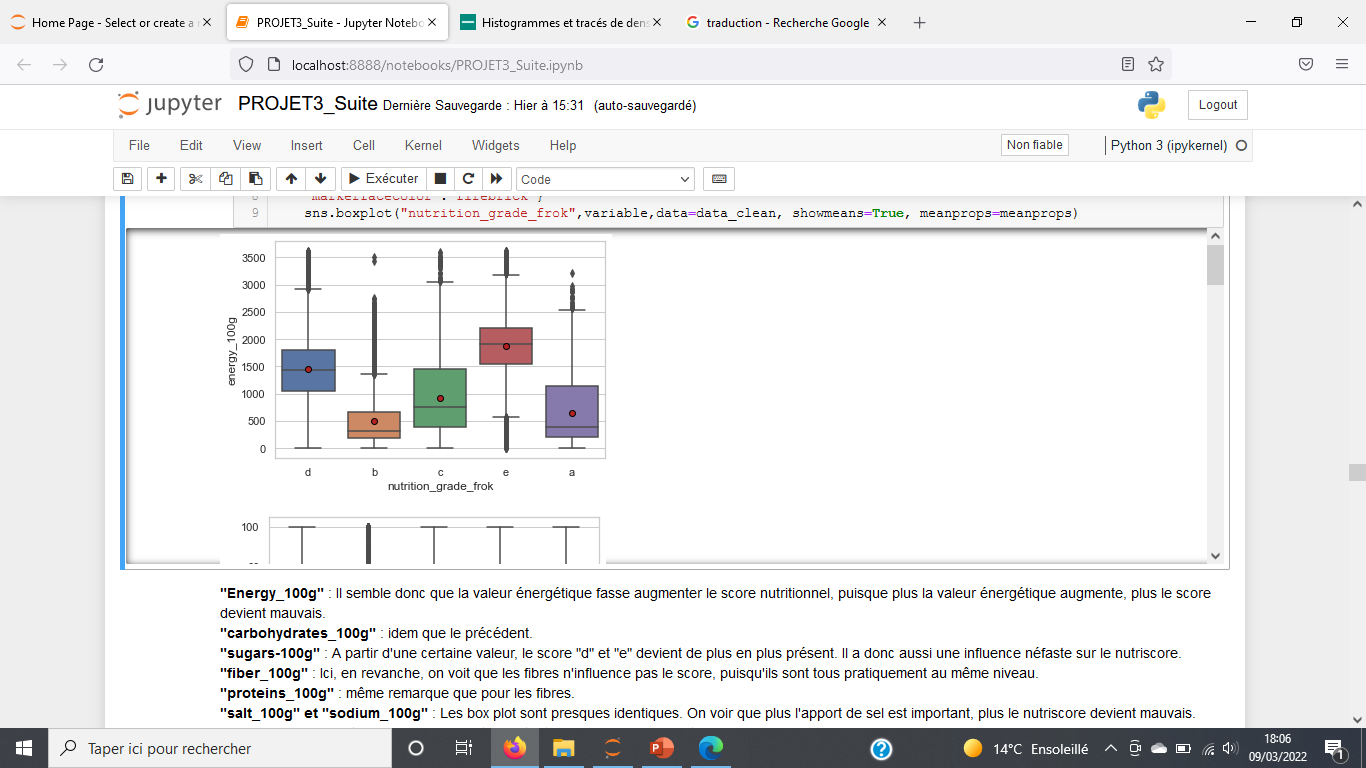 Home Page - Select or create a
PROJET3_Suite - Jupyter Notebo
Histogrammes et tracés de dens
traduction - Recherche Google
localhost:8888/notebooks/PROJET3_Suite.ipynb
jupyter PROJET3_Suite Dernière Sauvegarde : Hier à 15:31 (auto-sauvegardé)
Logout
File Edit View Insert Cell Kernel Widgets Help
Non fiable
Python 3 (ipykernel)
Exécuter
Code
9 sns.boxplot("nutrition_grade_frok",variable,data=data_clean, showmeans=True, meanprops=meanprops)
3500
3000
2500
2000
1500
1000
500
0
energy_100g
d b c e a
nutrition_grade_frok
100
"Energy_100g" : Il semble donc que la valeur énergétique fasse augmenter le score nutritionnel, puisque plus la valeur énergétique augmente, plus le score
devient mauvais.
"carbohydrates_100g" : idem que le précédent.
"sugars-100g" : A partir d'une certaine valeur, le score "d" et "e" devient de plus en plus présent. Il a donc aussi une influence néfaste sur le nutriscore.
"fiber_100g" : Ici, en revanche, on voit que les fibres n'influence pas le score, puisqu'ils sont tous pratiquement au même niveau.
"proteins_100g" : même remarque que pour les fibres.
"salt_100g" et "sodium_100g" : Les box plot sont presques identiques. On voir que plus l'apport de sel est important, plus le nutriscore devient mauvais.
Taper ici pour rechercher
14°C Ensoleillé
18:06
09/03/2022
1